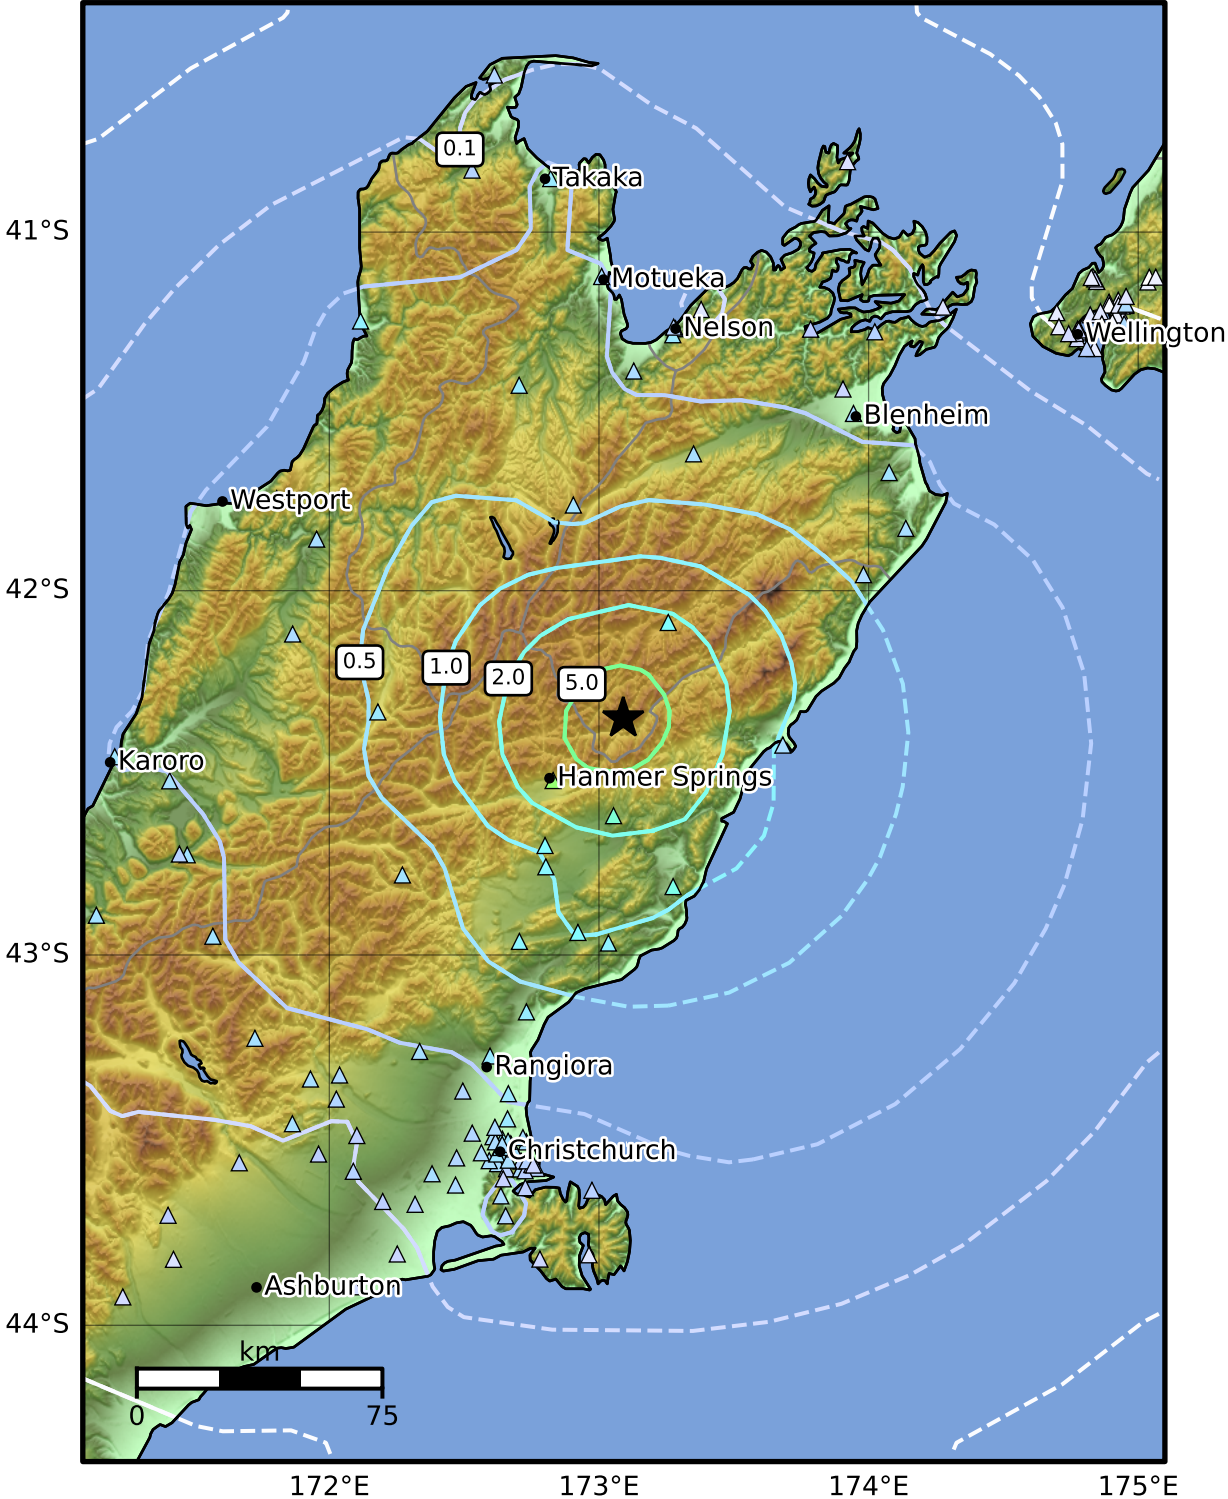 0.1
Takaka
41°S
Motueka
Nelson
Wellington
Blenheim
Westport
42°S
0.5
1.0
2.0
5.0
Karoro
Hanmer Springs
43°S
Rangiora
Christchurch
Ashburton
44°S
km
0
75
172°E
173°E
174°E
175°E